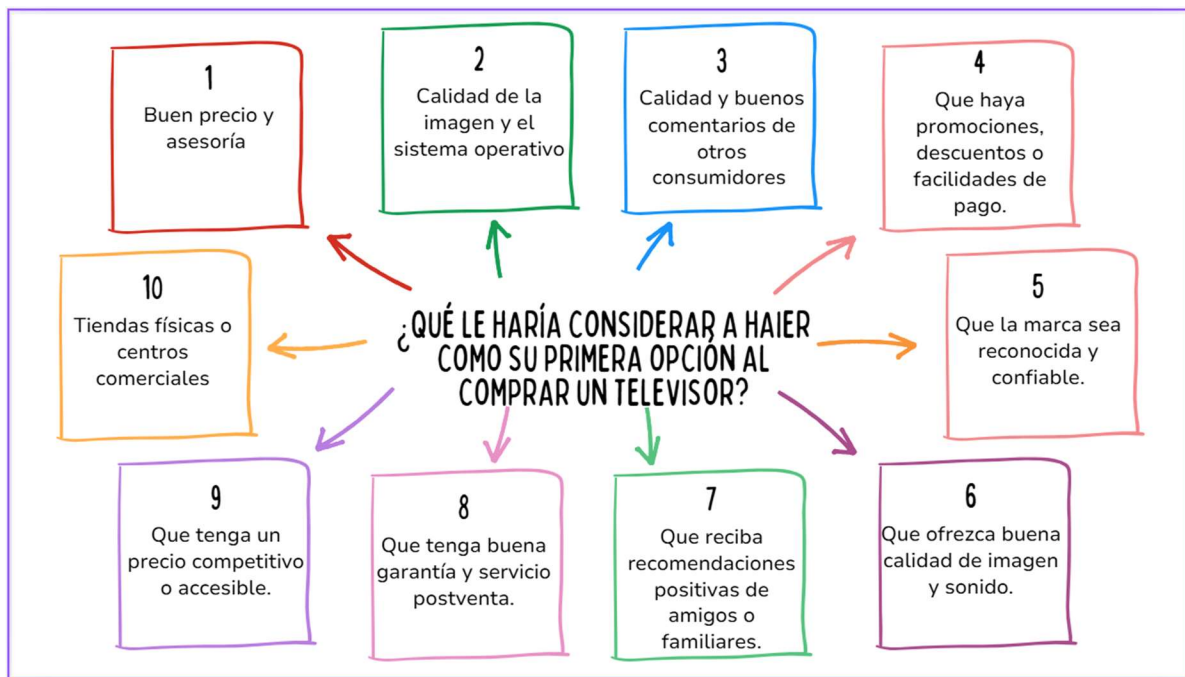 1
Buen precio y
asesoría
2
Calidad de la
imagen y el
sistema operativo
3
Calidad y buenos
comentarios de
otros
consumidores
4
Que haya
promociones,
descuentos o
facilidades de
pago.
10
Tiendas físicas o
centros
comerciales
¿QUÉ LE HARÍA CONSIDERAR A HAIER
COMO SU PRIMERA OPCIÓN AL
COMPRAR UN TELEVISOR?
5
Que la marca sea
reconocida y
confiable.
9
Que tenga un
precio competitivo
o accesible.
8
Que tenga buena
garantía y servicio
postventa.
7
Que reciba
recomendaciones
positivas de
amigos o
familiares.
6
Que ofrezca buena
calidad de imagen
y sonido.